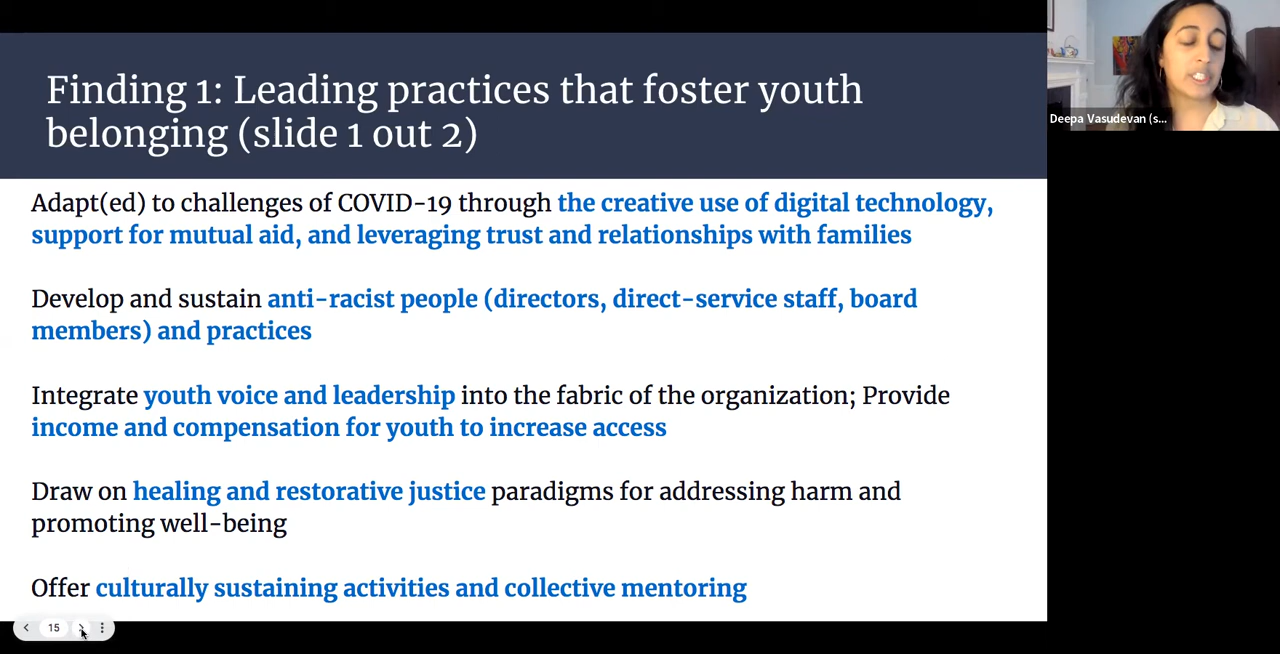 Finding 1: Leading practices that foster youth
belonging (slide 1 out 2)
Deepa Vasudevan (s...
Adapt(ed) to challenges of COVID-19 through the creative use of digital technology,
support for mutual aid, and leveraging trust and relationships with families
Develop and sustain anti-racist people (directors, direct-service staff, board
members) and practices
Integrate youth voice and leadership into the fabric of the organization; Provide
income and compensation for youth to increase access
Draw on healing and restorative justice paradigms for addressing harm and
promoting well-being
Offer culturally sustaining activities and collective mentoring
15